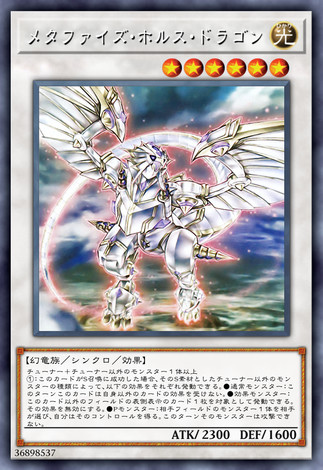 メタファイズ・ホルス・ドラゴン
光
【幻竜族／シンクロ／効果】
チューナー＋チューナー以外のモンスター１体以上
①：このカードがS召喚に成功した場合、そのS素材としたチューナー以外のモン
スターの種類によって、以下の効果をそれぞれ発動できる。●通常モンスター：こ
のターンこのカードは自身以外のカードの効果を受けない。●効果モンスター：
このカード以外のフィールドの表側表示のカード１枚を対象として発動できる。
その効果を無効にする。●Pモンスター：相手フィールドのモンスター１体を相手
が選び、自分はそのコントロールを得る。このターンそのモンスターは攻撃でき
ない。
ATK/ 2300 DEF/1600
36898537